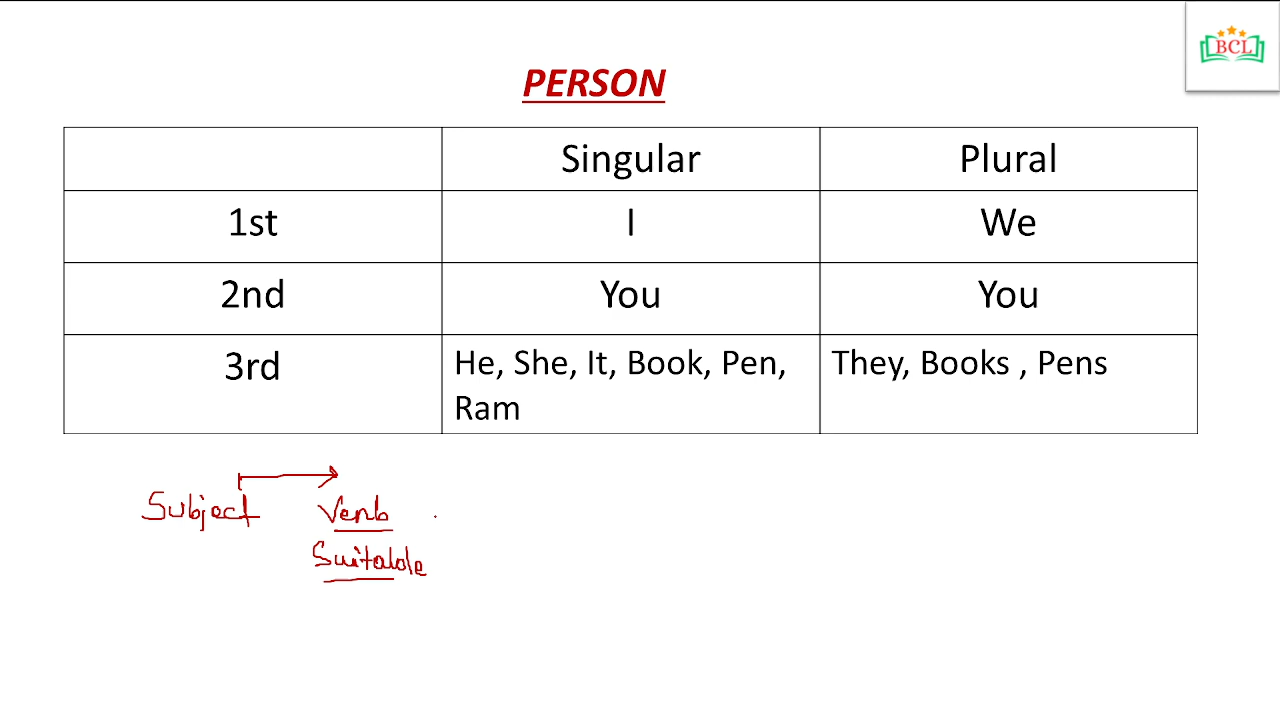 BCL
PERSON
Singular Plural
1st I We
2nd You You
3rd He, She, It, Book, Pen, They, Books , Pens
Ram
Subject Verb
Suitable